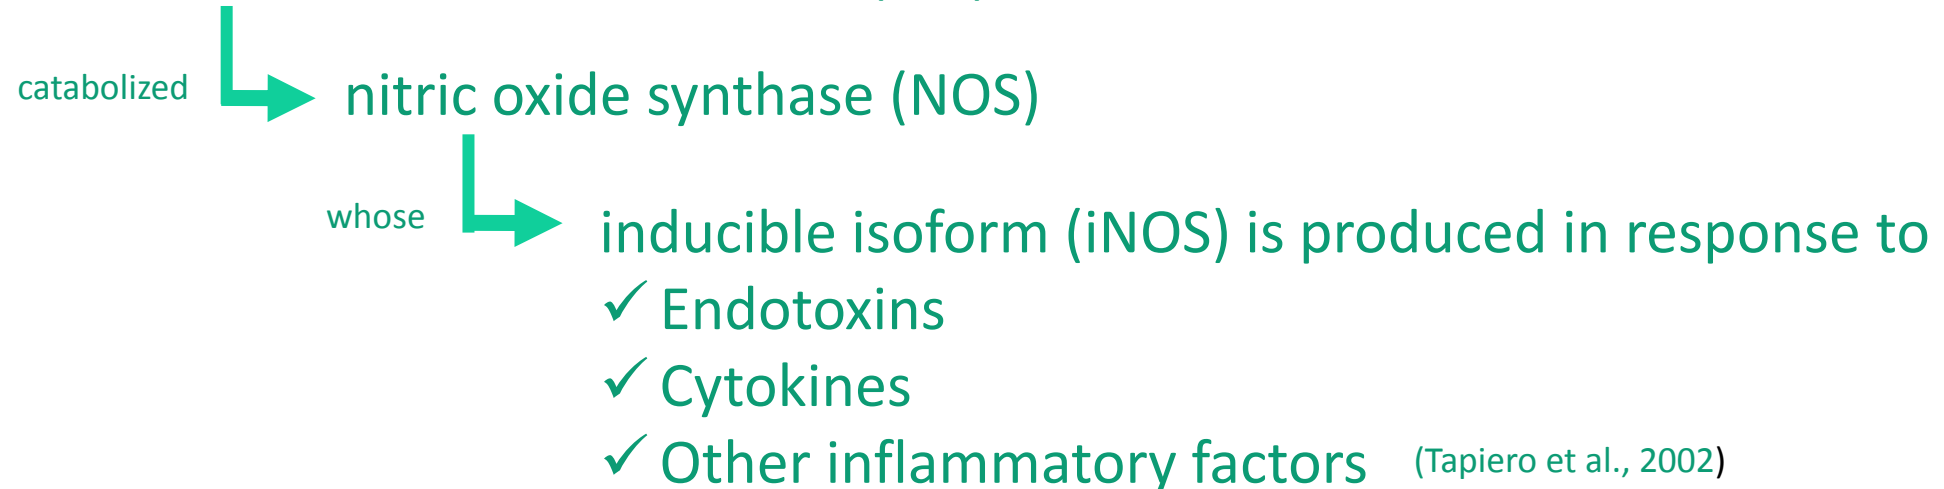 catabolized
nitric oxide synthase (NOS)
whose
inducible isoform (iNOS) is produced in response to
✓ Endotoxins
✓ Cytokines
✓ Other inflammatory factors (Tapiero et al., 2002)